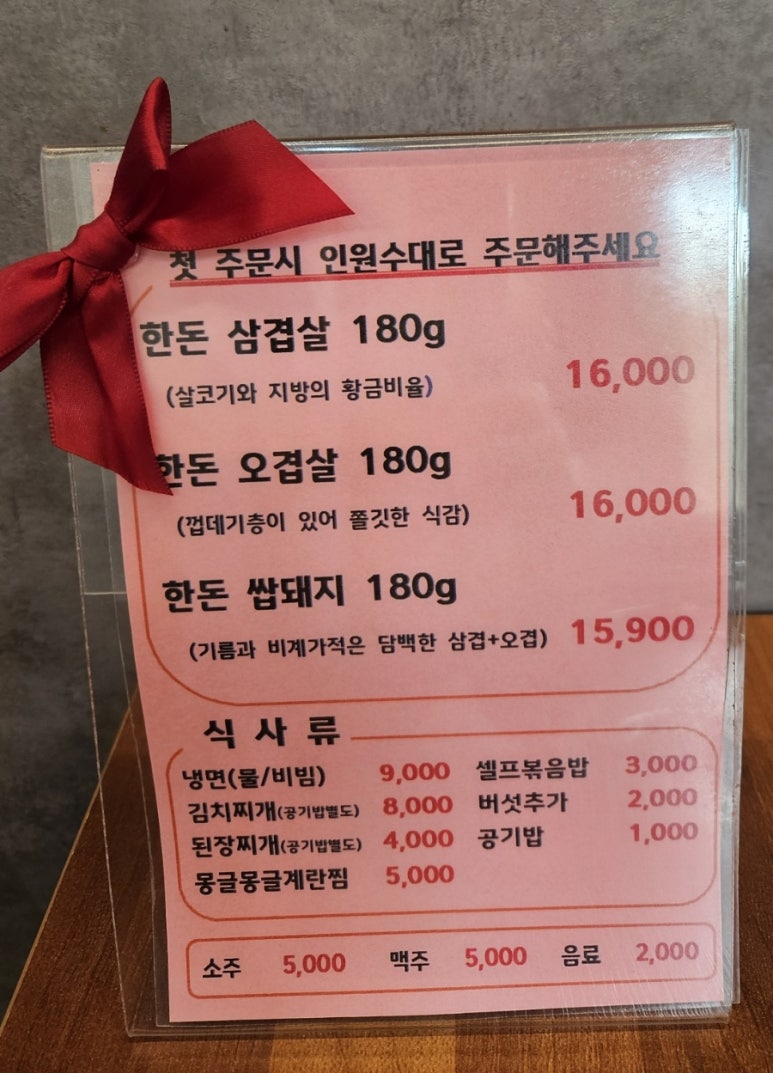 첫 주문시 인원수대로 주문해주세요
한돈 삼겹살 180g
(살코기와 지방의 황금비율) 16,000
한돈 오겹살 180g
(껍데기층이 있어 쫄깃한 식감) 16,000
한돈 쌉돼지 180g
(기름과 비계가적은 담백한 삼겹+오겹) 15,900
식 사 류
냉면(물/비빔) 9,000 셀프볶음밥 3,000
김치찌개(공기밥별도) 8,000 버섯추가 2,000
된장찌개(공기밥별도) 4,000 공기밥 1,000
몽글몽글계란찜 5,000
소주 5,000 맥주 5,000 음료 2,000